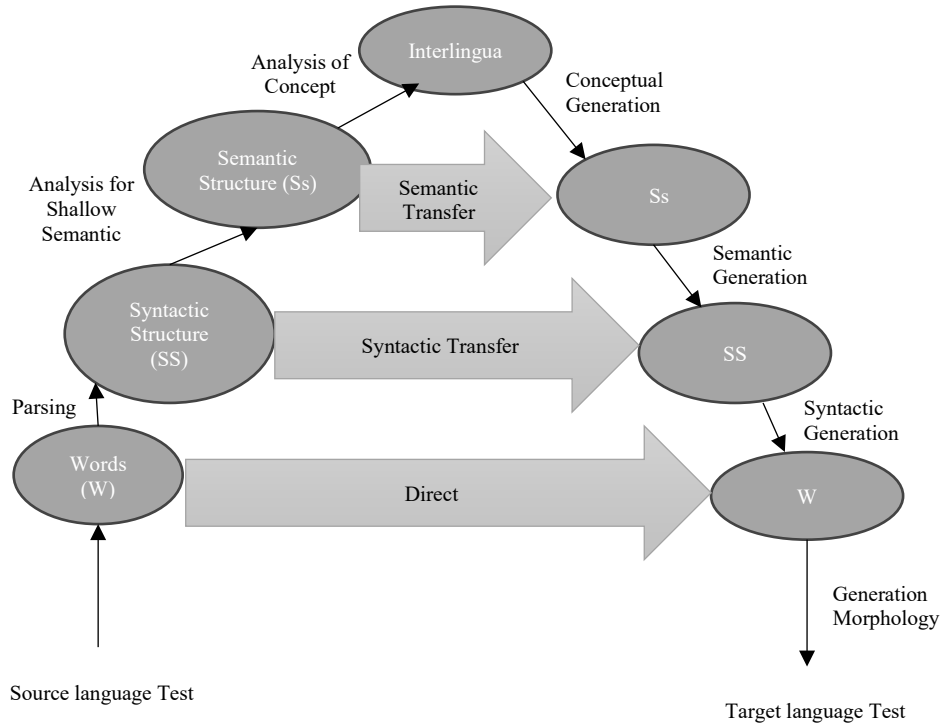 Interlingua
Analysis of
Concept
Conceptual
Generation
Semantic
Structure (Ss)
Analysis for
Shallow
Semantic
Semantic
Transfer
Ss
Semantic
Generation
Syntactic
Structure
(SS)
Syntactic Transfer
SS
Parsing
Syntactic
Generation
Words
(W)
Direct
W
Generation
Morphology
Source language Test
Target language Test